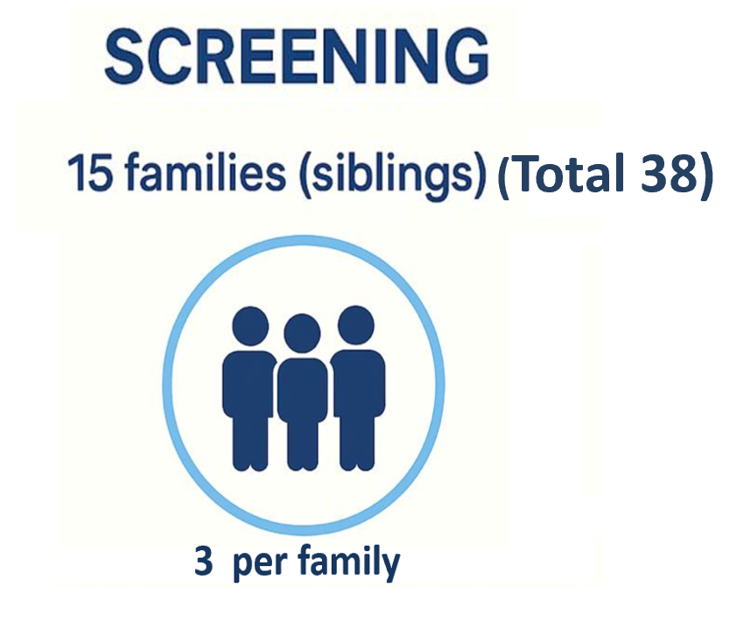 SCREENING
15 families (siblings) (Total 38)
3 per family